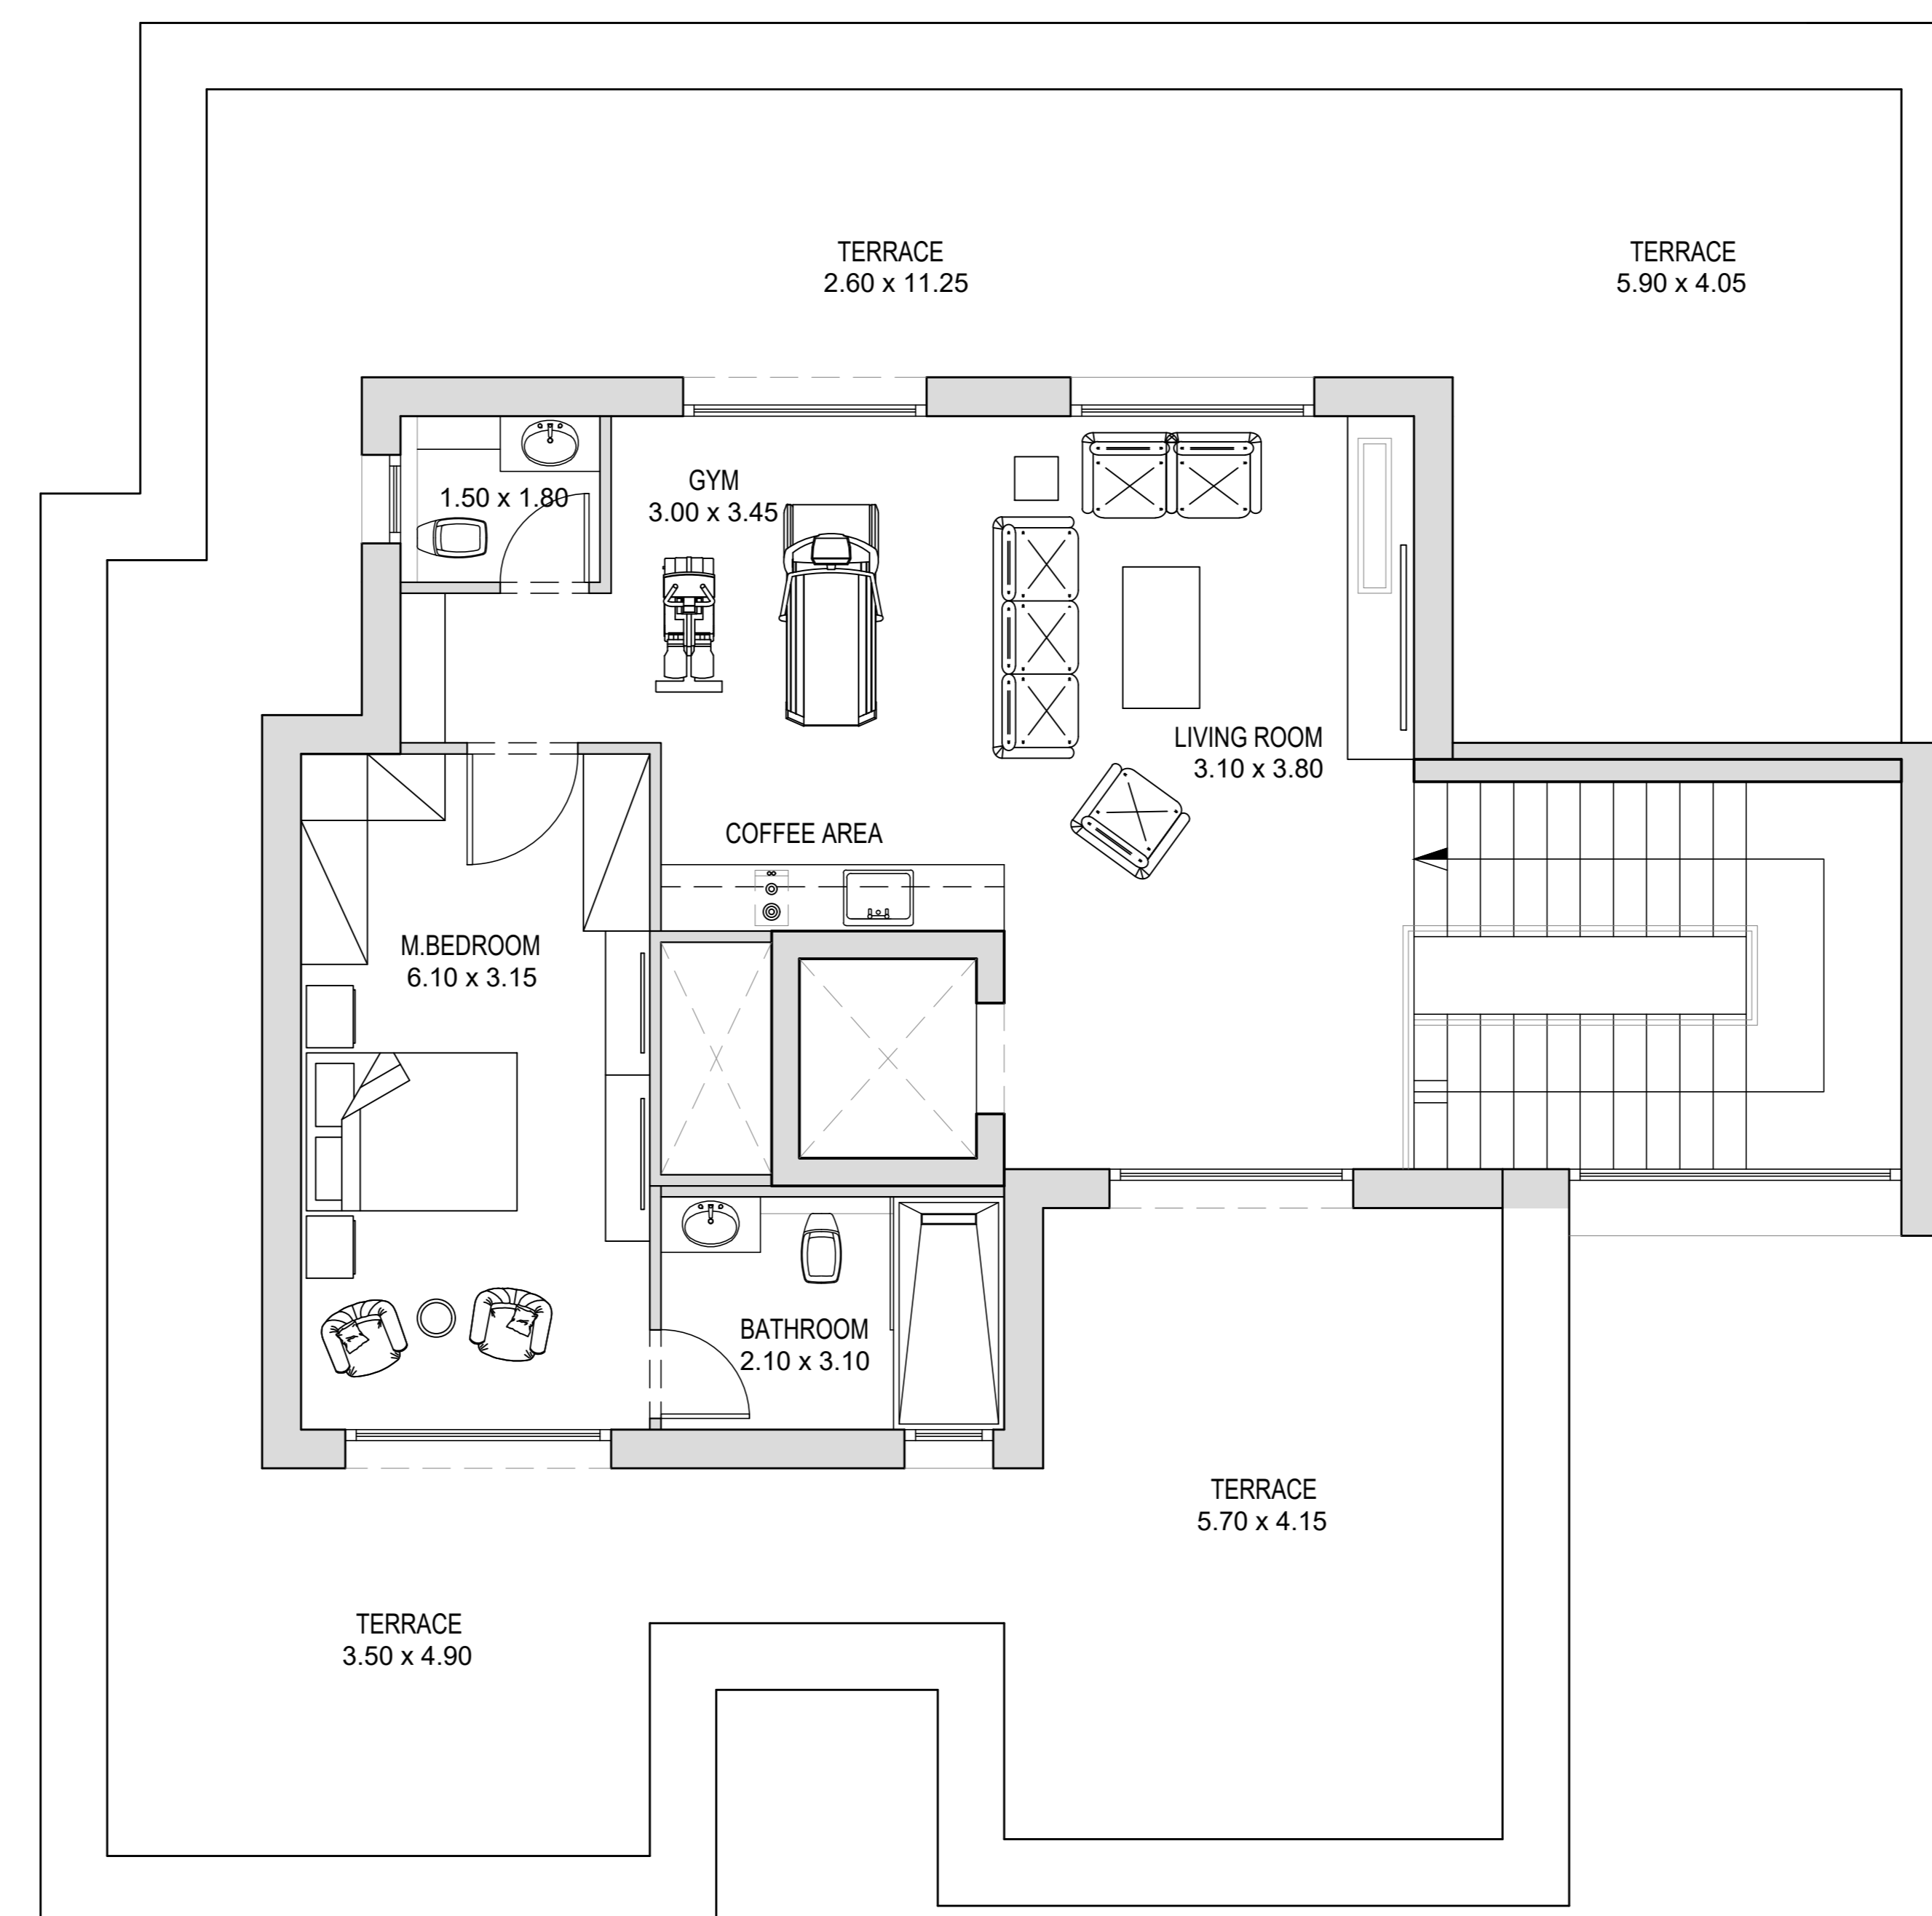 TERRACE
2.60 x 11.25
TERRACE
5.90 x 4.05
1.50 x 1.80
GYM
3.00 x 3.45
LIVING ROOM
3.10 x 3.80
COFFEE AREA
M.BEDROOM
6.10 x 3.15
BATHROOM
2.10 x 3.10
TERRACE
5.70 x 4.15
TERRACE
3.50 x 4.90